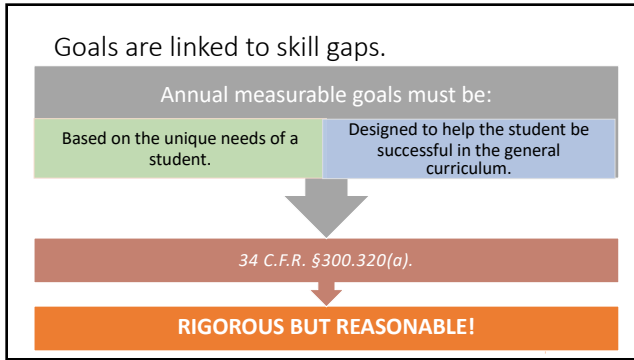 Goals are linked to skill gaps.
Annual measurable goals must be:
Based on the unique needs of a
student.
Designed to help the student be
successful in the general
curriculum.
34 C.F.R. §300.320(a).
RIGOROUS BUT REASONABLE!